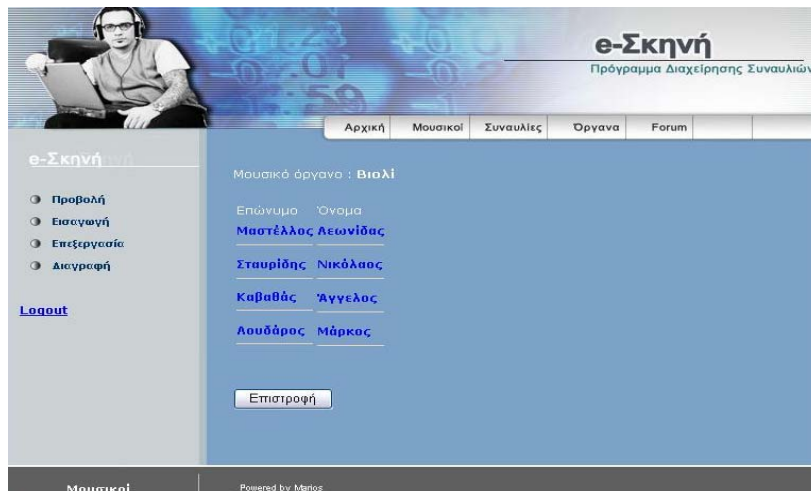 e-Σκηνή
Πρόγραμμα Διαχείρησης Συναυλιών
Αρχική Μουσικοί Συναυλίες Όργανα Forum
e-Σκηνή
Προβολή
Εισαγωγή
Επεξεργασία
Διαγραφή
Logout
Μουσικό όργανο : Βιολί
Επώνυμο Όνομα
Μαστέλλος Λεωνίδας
Σταυρίδης Νικόλαος
Καβαθάς Άγγελος
Λουδάρος Μάρκος
Επιστροφή
Μουσικοί
Powered by Marios